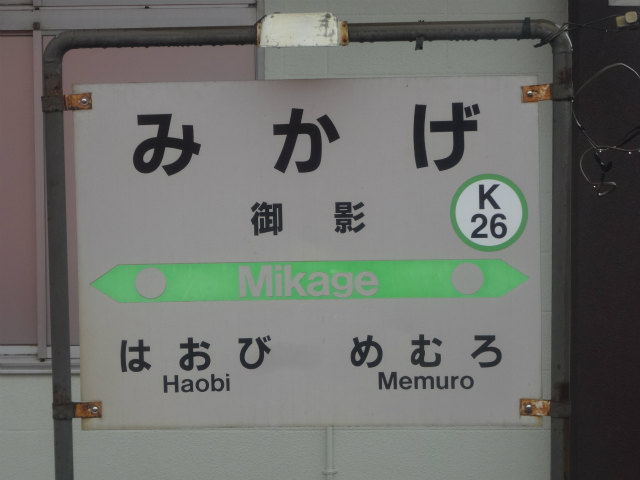 みかげ
御影
K
26
Mikage
はおび めむろ
Haobi Memuro